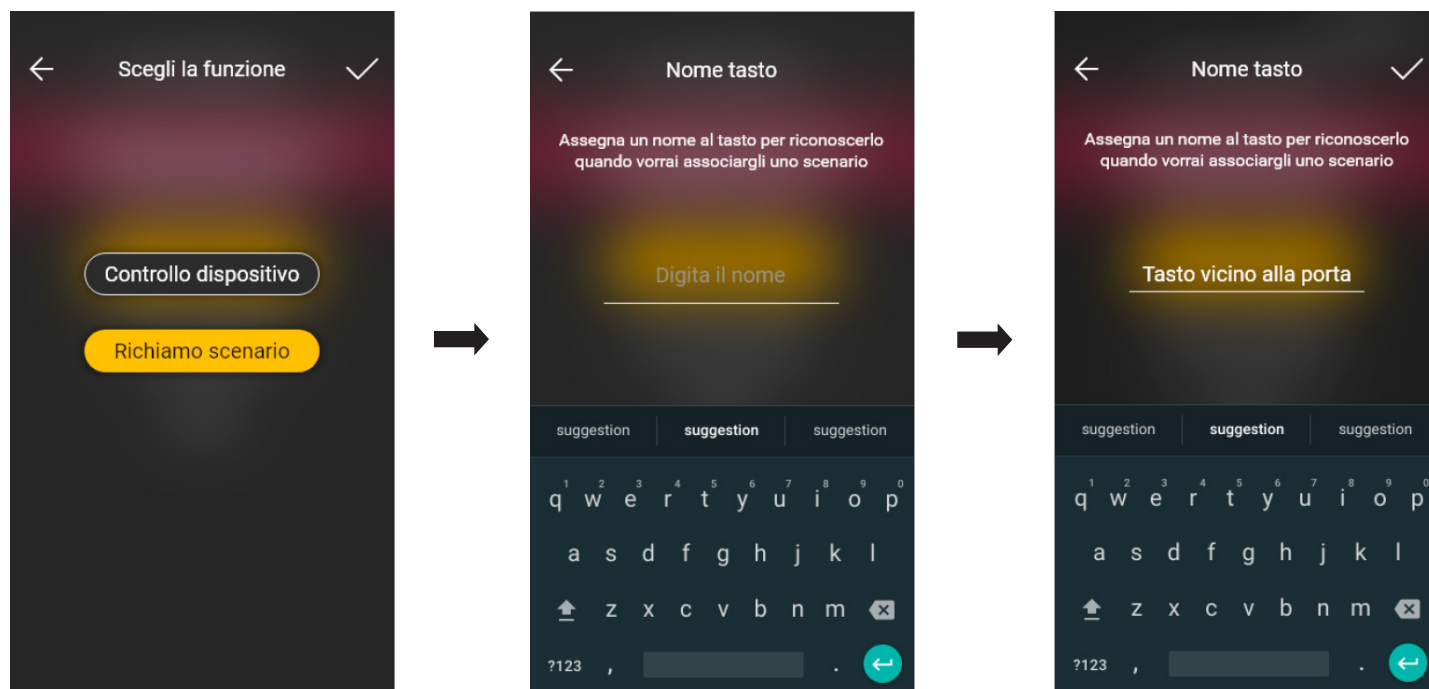 Scegli la funzione
Controllo dispositivo
Richiamo scenario
Nome tasto
Assegna un nome al tasto per riconoscerlo
quando vorrai associargli uno scenario
Digita il nome
suggestion suggestion suggestion
1 2 3 4 5 6 7 8 9 0
q w e r t y u i o p
a s d f g h j k l
z x c v b n m
?123 , .
Nome tasto
Assegna un nome al tasto per riconoscerlo
quando vorrai associargli uno scenario
Tasto vicino alla porta
suggestion suggestion suggestion
1 2 3 4 5 6 7 8 9 0
q w e r t y u i o p
a s d f g h j k l
z x c v b n m
?123 , .